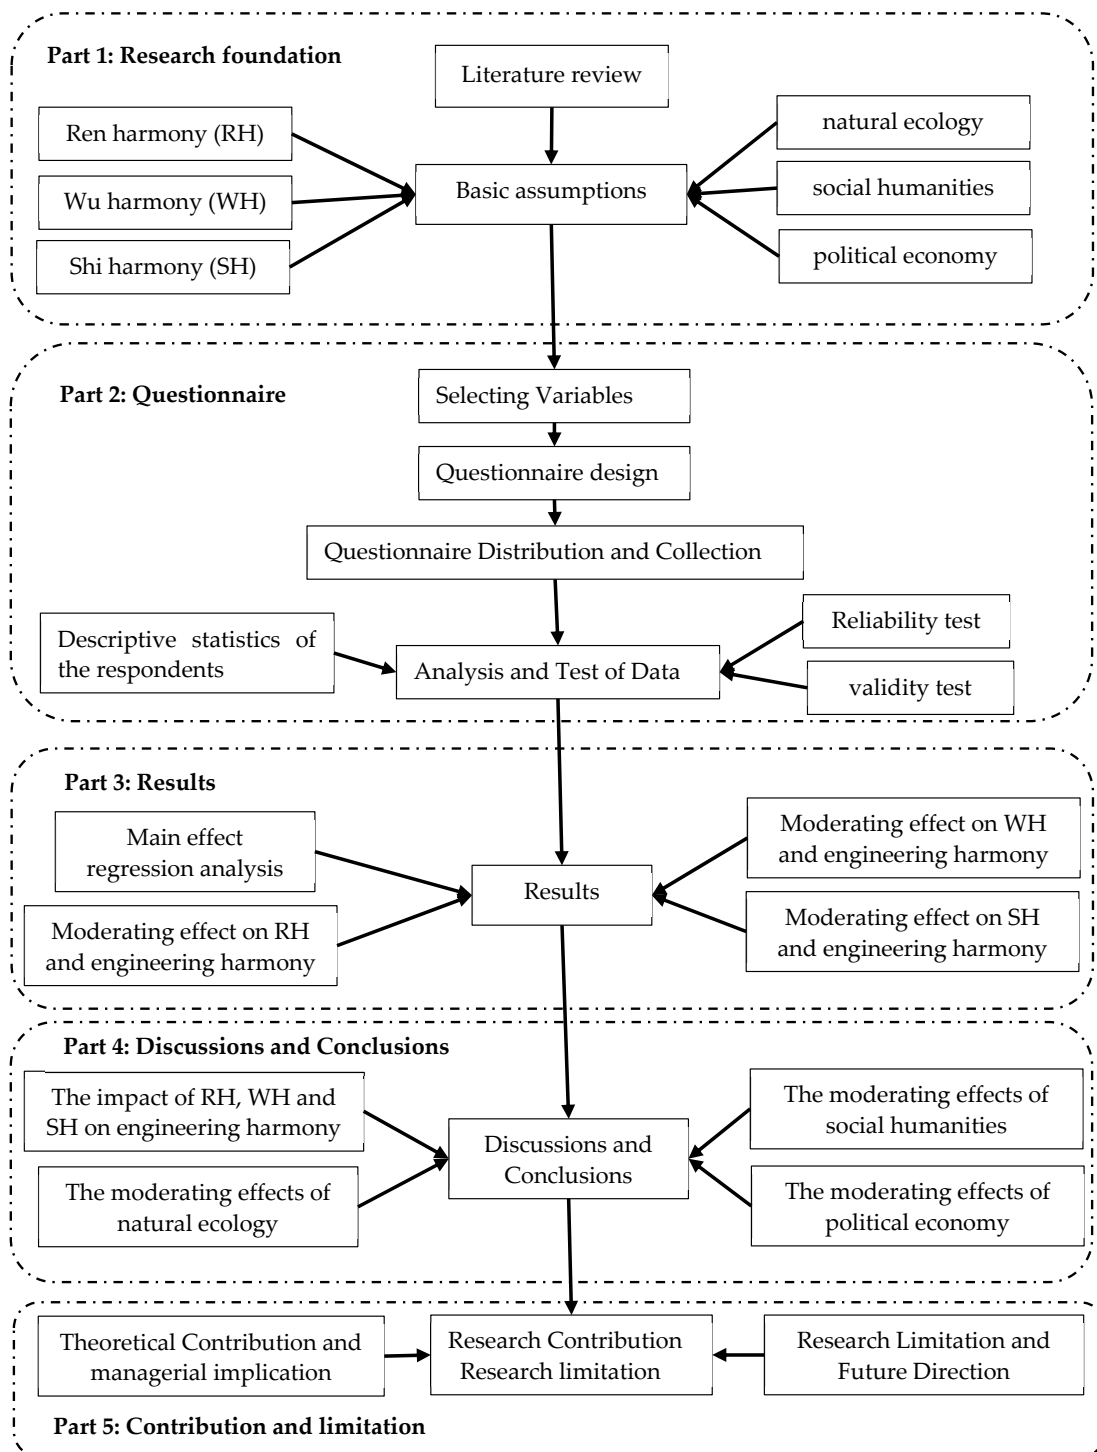 Part 1: Research foundation
Literature review
Ren harmony (RH)
Wu harmony (WH)
Shi harmony (SH)
Basic assumptions
natural ecology
social humanities
political economy
Part 2: Questionnaire
Selecting Variables
Questionnaire design
Questionnaire Distribution and Collection
Descriptive statistics of
the respondents
Analysis and Test of Data
Reliability test
validity test
Part 3: Results
Main effect
regression analysis
Moderating effect on RH
and engineering harmony
Results
Moderating effect on WH
and engineering harmony
Moderating effect on SH
and engineering harmony
Part 4: Discussions and Conclusions
The impact of RH, WH and
SH on engineering harmony
The moderating effects of
natural ecology
Discussions and
Conclusions
The moderating effects of
social humanities
The moderating effects of
political economy
Theoretical Contribution and
managerial implication
Research Contribution
Research limitation
Research Limitation and
Future Direction
Part 5: Contribution and limitation